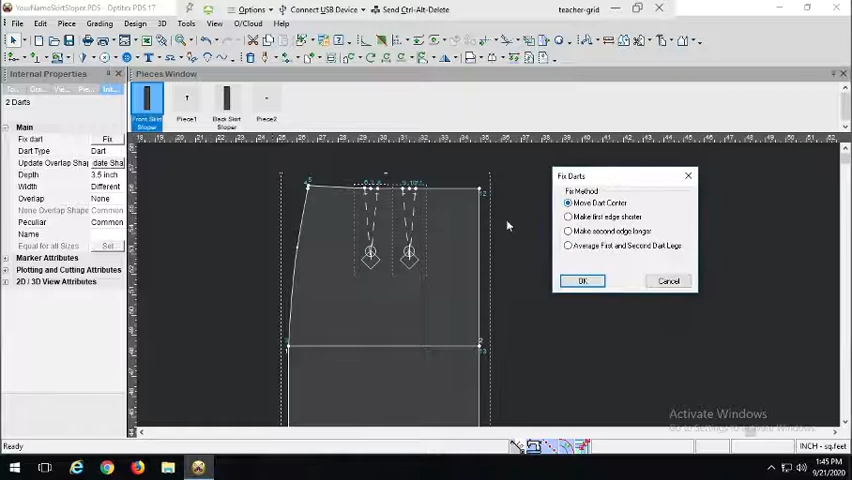 YourNameSkirtSloper.PDS - Optitex PDS 17
Options
Connect USB Device
Send Ctrl-Alt-Delete
teacher-grid
File
Edit
Piece
Grading
Design
Tools
View
O/Cloud
Help
Internal Properties
Pieces Window
2 Darts
Front Skirt Sloper
Piece1
Back Skirt Sloper
Piece2
Main
Fix dart
Fix
Dart Type
Dart
Update Overlap Shap
date Sha
Depth
3.5 inch
Width
Different
Overlap
None
None Overlap Shape
Common
Peculiar
Common
Name
Equal for all Sizes
Set
Marker Attributes
Plotting and Cutting Attributes
2D / 3D View Attributes
Fix Darts
Fix Method
Move Dart Center
Make first edge shorter
Make second edge longer
Average First and Second Dart Legs
OK
Cancel
Activate Windows
Ready
INCH - sq.feet
1:45 PM
9/21/2020